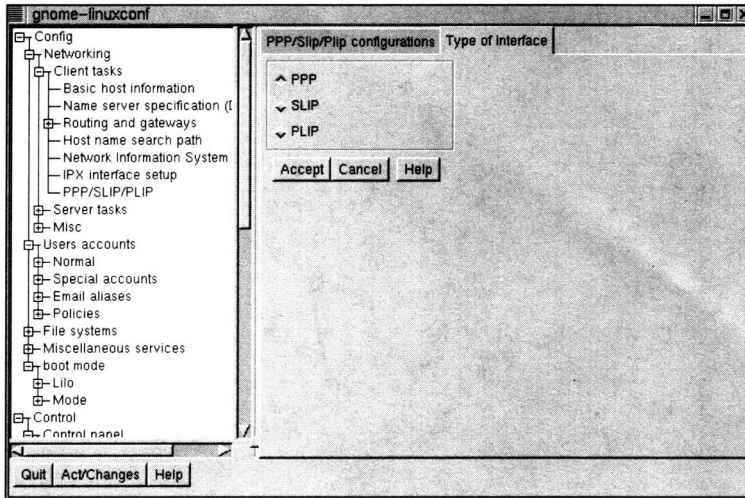 gnome-linuxconf
Config
Networking
Client tasks
Basic host information
Name server specification (
Routing and gateways
Host name search path
Network Information System
IPX interface setup
PPP/SLIP/PLIP
Server tasks
Misc
Users accounts
Normal
Special accounts
Email aliases
Policies
File systems
Miscellaneous services
boot mode
Lilo
Mode
Control
Control panel
PPP/Slip/Plip configurations Type of interface
PPP
SLIP
PLIP
Accept Cancel Help
Quit Act/Changes Help